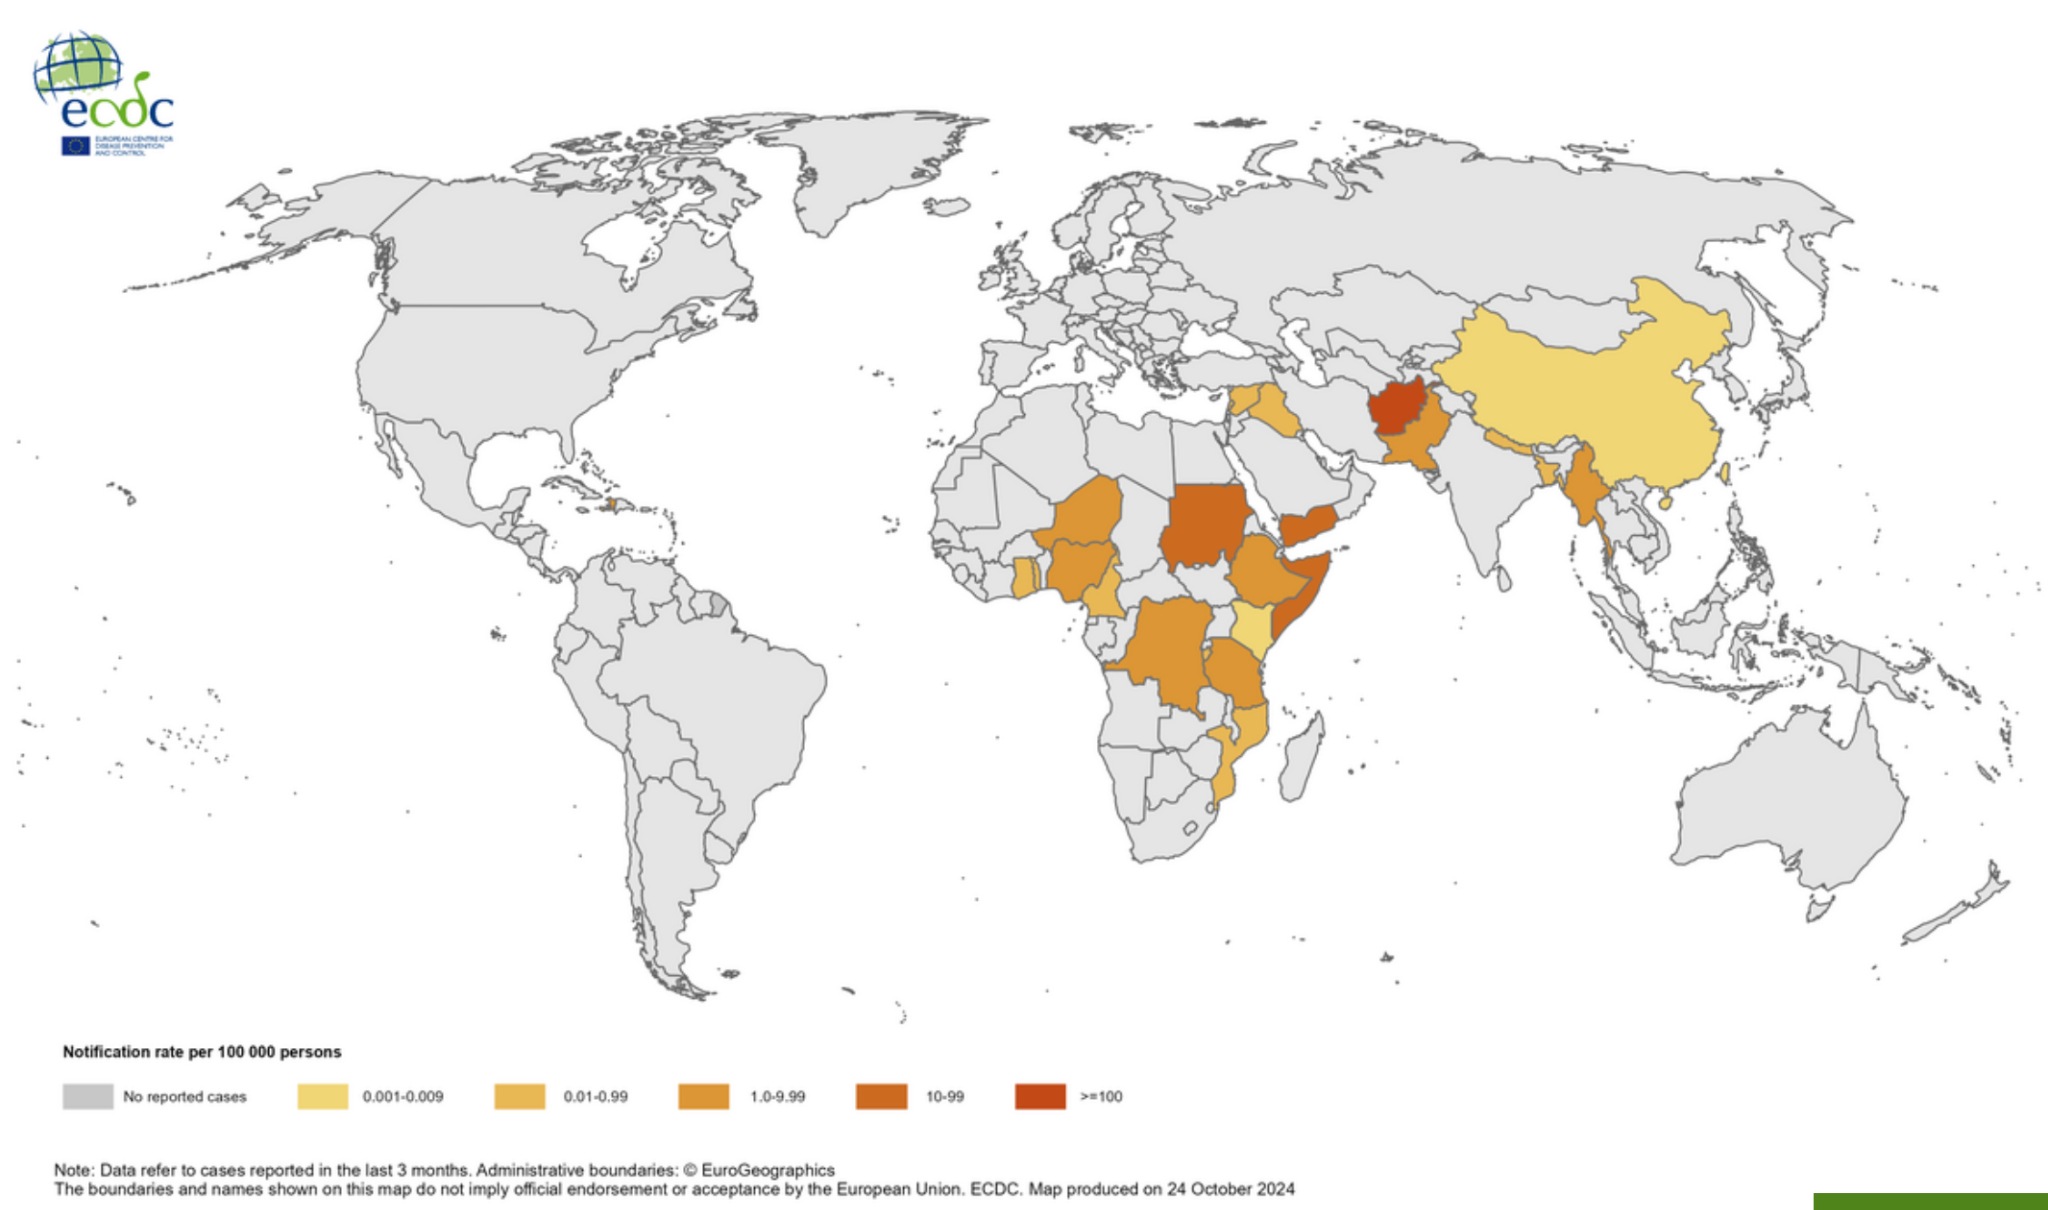 ecdc
EUROPEAN CENTRE FOR
DISEASE PREVENTION
AND CONTROL
Notification rate per 100 000 persons
No reported cases
0.001-0.009
0.01-0.99
1.0-9.99
10-99
>=100
Note: Data refer to cases reported in the last 3 months. Administrative boundaries: © EuroGeographics
The boundaries and names shown on this map do not imply official endorsement or acceptance by the European Union. ECDC. Map produced on 24 October 2024